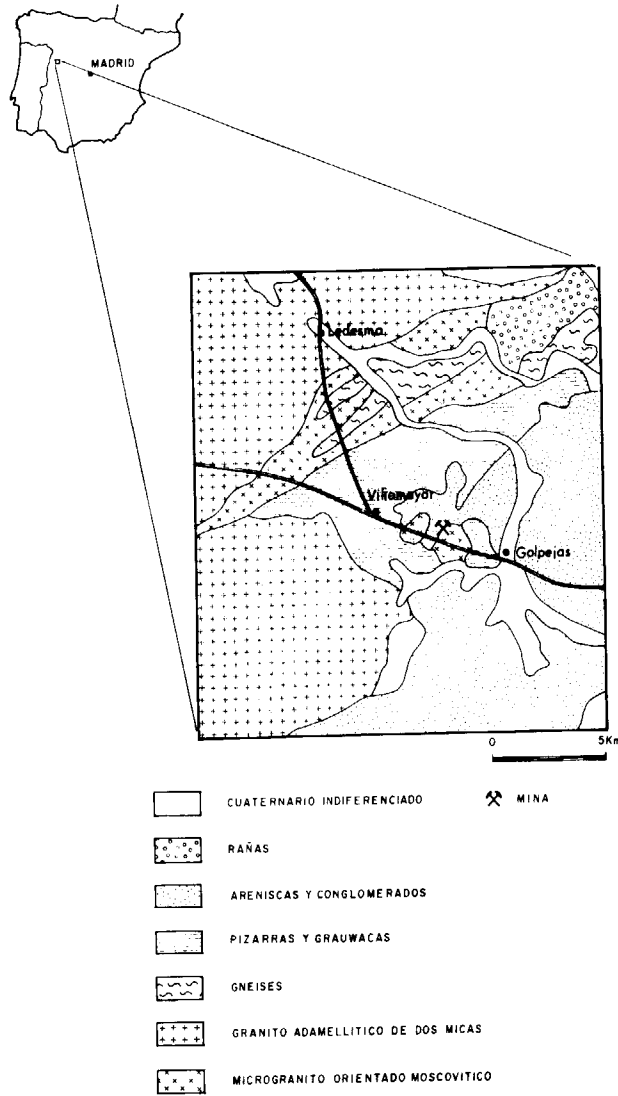 MADRID
Ledesma.
Viñamayor
Golpejas
0 5Km
CUATERNARIO INDIFERENCIADO
MINA
RAÑAS
ARENISCAS Y CONGLOMERADOS
PIZARRAS Y GRAUWACAS
GNEISES
GRANITO ADAMELLITICO DE DOS MICAS
MICROGRANITO ORIENTADO MOSCOVITICO